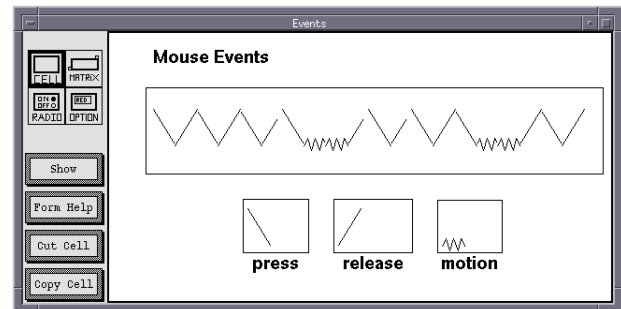 Events
Mouse Events
CELL MATRIX
ON OFF RED
RADIO OPTION
Show
Form Help
Cut Cell
Copy Cell
press release motion